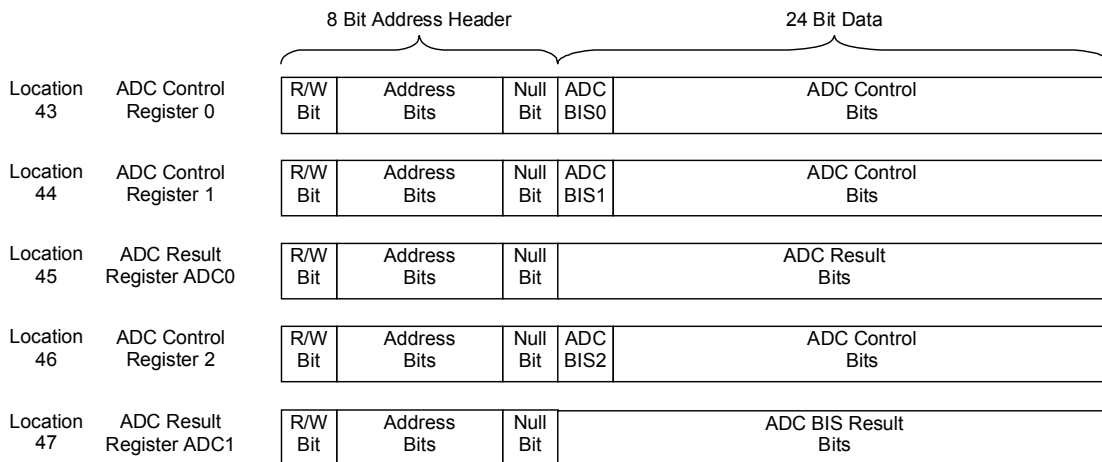 8 Bit Address Header 24 Bit Data
Location ADC Control R/W Address Null ADC ADC Control
43 Register 0 Bit Bits Bit BIS0 Bits
Location ADC Control R/W Address Null ADC ADC Control
44 Register 1 Bit Bits Bit BIS1 Bits
Location ADC Result R/W Address Null ADC Result
45 Register ADC0 Bit Bits Bit Bits
Location ADC Control R/W Address Null ADC ADC Control
46 Register 2 Bit Bits Bit BIS2 Bits
Location ADC Result R/W Address Null ADC BIS Result
47 Register ADC1 Bit Bits Bit Bits